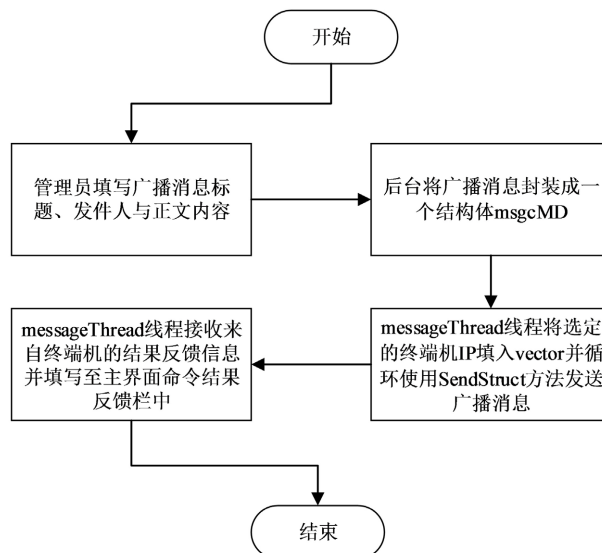 开始
管理员填写广播消息标
题、发件人与正文内容
后台将广播消息封装成一
个结构体msgcMD
messageThread线程将选定
的终端机IP填入vector并循
环使用SendStruct方法发送
广播消息
messageThread线程接收来
自终端机的结果反馈信息
并填写至主界面命令结果
反馈栏中
结束